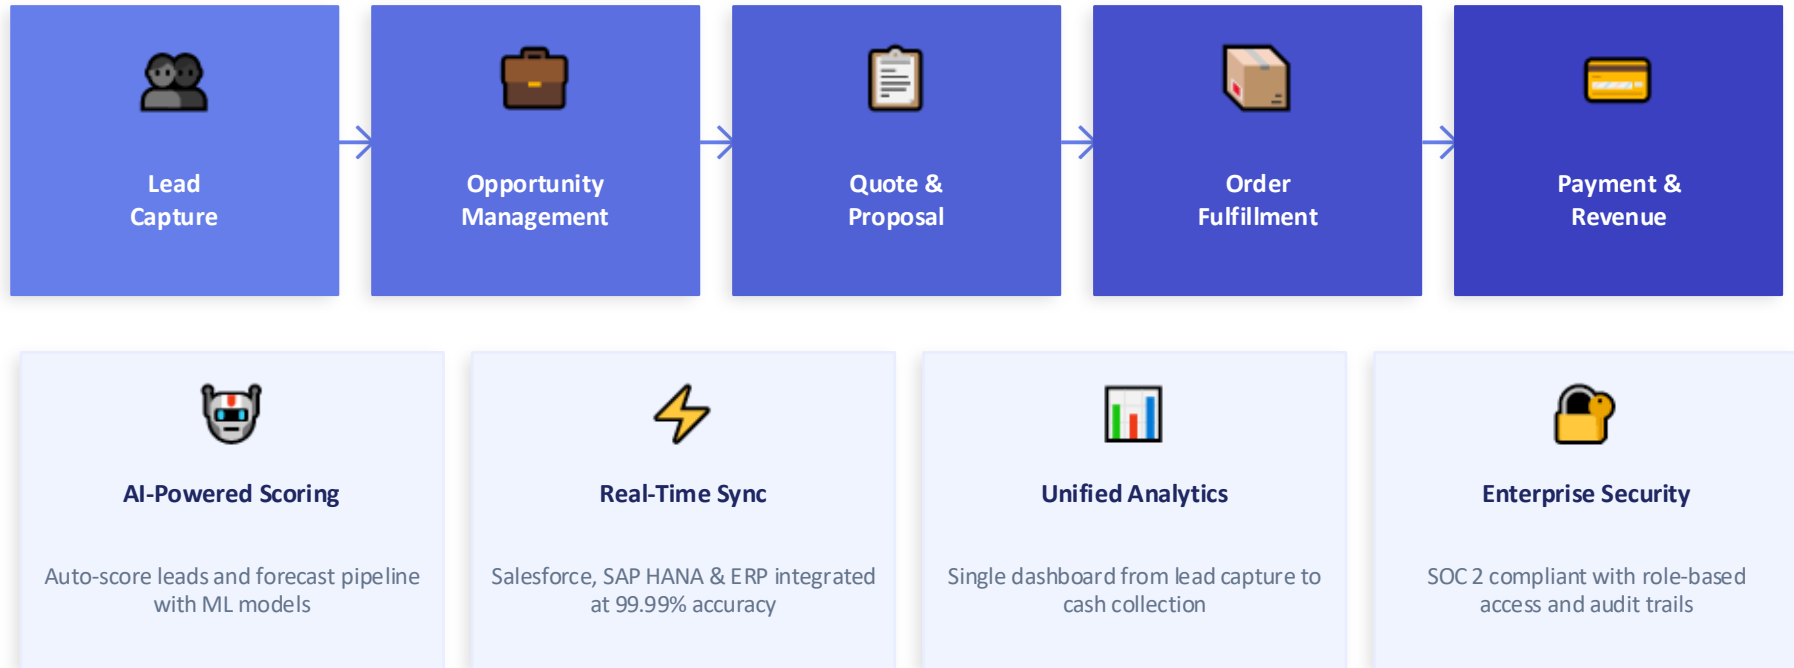 Lead
Capture
Opportunity
Management
Quote &
Proposal
Order
Fulfillment
Payment &
Revenue
AI-Powered Scoring
Auto-score leads and forecast pipeline
with ML models
Real-Time Sync
Salesforce, SAP HANA & ERP integrated
at 99.99% accuracy
Unified Analytics
Single dashboard from lead capture to
cash collection
Enterprise Security
SOC 2 compliant with role-based
access and audit trails